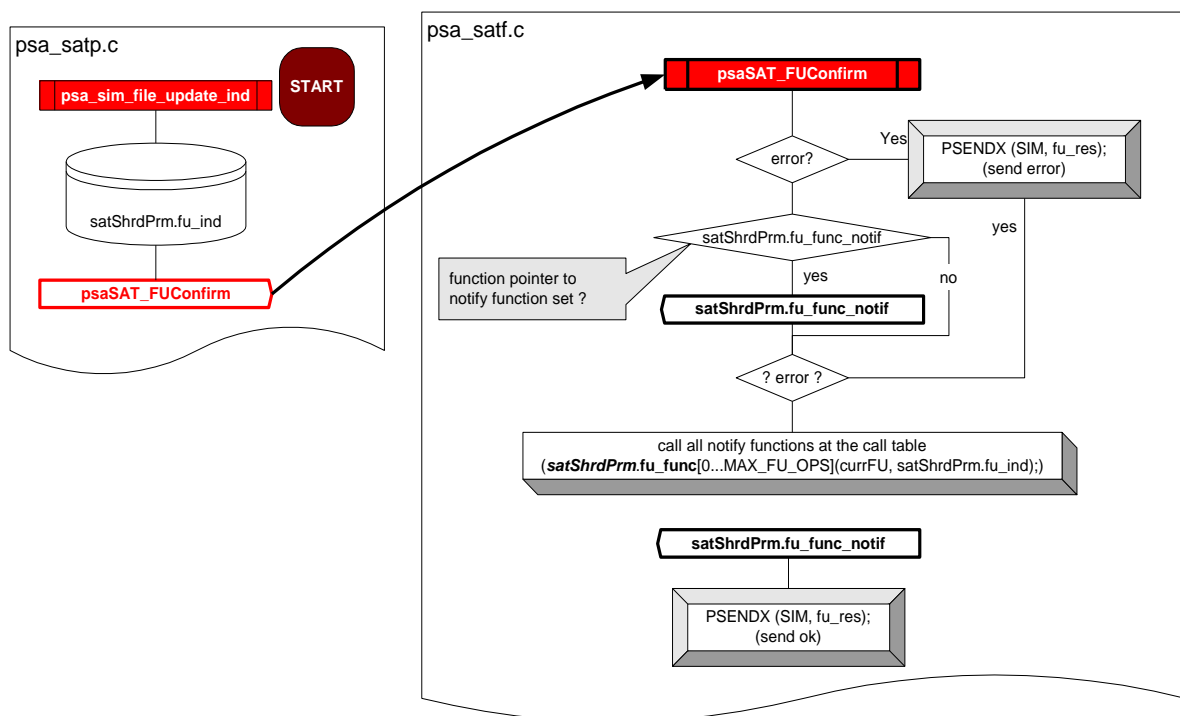 psa_satp.c
psa_sim_file_update_ind
START
satShrdPrm.fu_ind
psaSAT_FUConfirm
psa_satf.c
psaSAT_FUConfirm
error?
Yes
PSENDX (SIM, fu_res);
(send error)
satShrdPrm.fu_func_notif
function pointer to
notify function set ?
yes
no
yes
satShrdPrm.fu_func_notif
? error ?
call all notify functions at the call table
(satShrdPrm.fu_func[0...MAX_FU_OPS](currFU, satShrdPrm.fu_ind);)
satShrdPrm.fu_func_notif
PSENDX (SIM, fu_res);
(send ok)